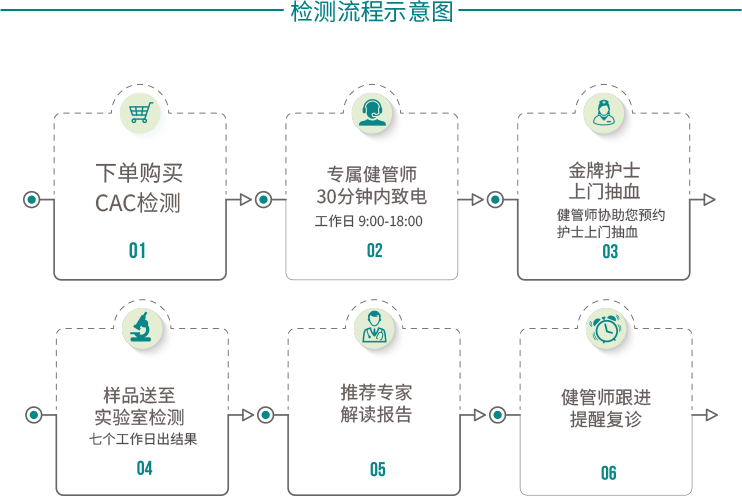 检测流程示意图
下单购买
CAC检测
01
专属健管师
30分钟内致电
工作日 9:00-18:00
02
金牌护士
上门抽血
健管师协助您预约
护士上门抽血
03
样品送至
实验室检测
七个工作日出结果
04
推荐专家
解读报告
05
健管师跟进
提醒复诊
06